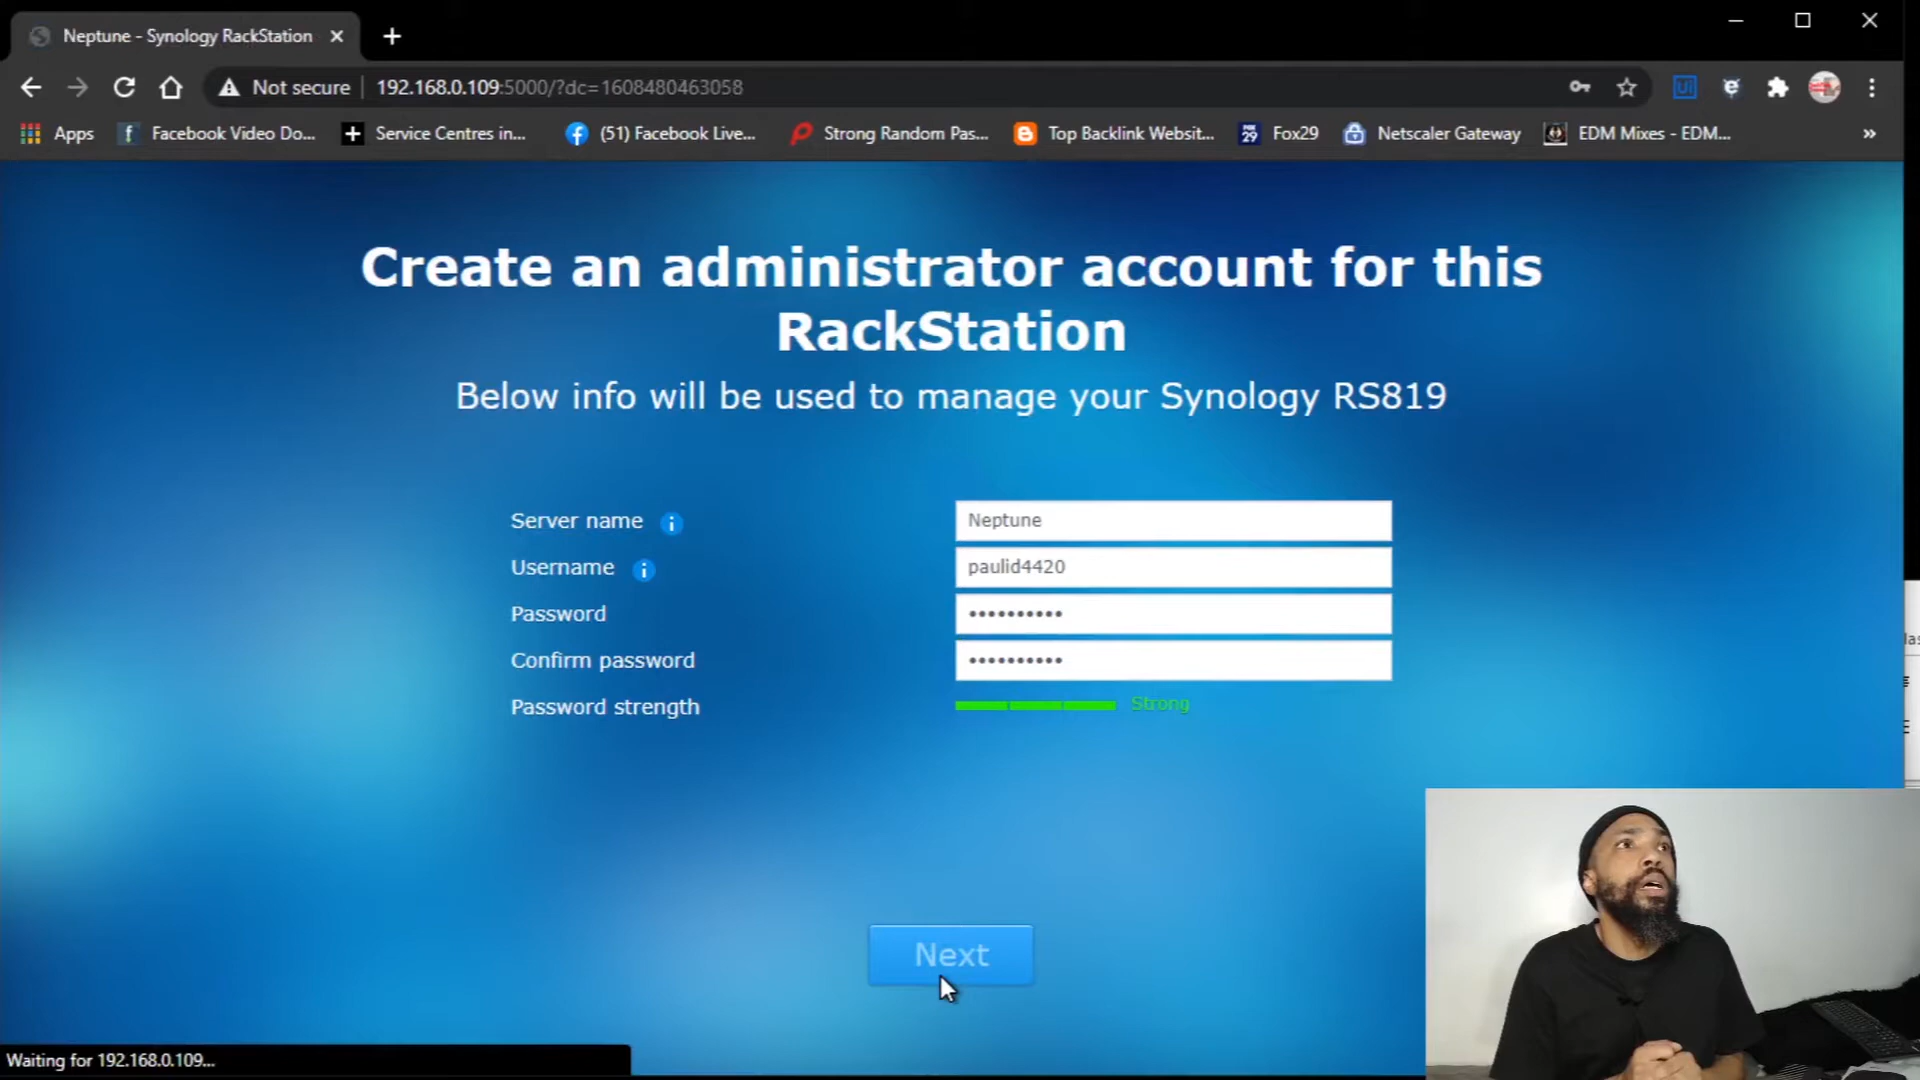 Neptune - Synology RackStation
Not secure 192.168.0.109:5000/?dc=1608480463058
Apps Facebook Video Do... Service Centres in... (51) Facebook Live... Strong Random Pas... Top Backlink Websit... Fox29 Netscaler Gateway EDM Mixes - EDM...
Create an administrator account for this
RackStation
Below info will be used to manage your Synology RS819
Server name Neptune
Username paulid4420
Password
Confirm password
Password strength Strong
Next
Waiting for 192.168.0.109...